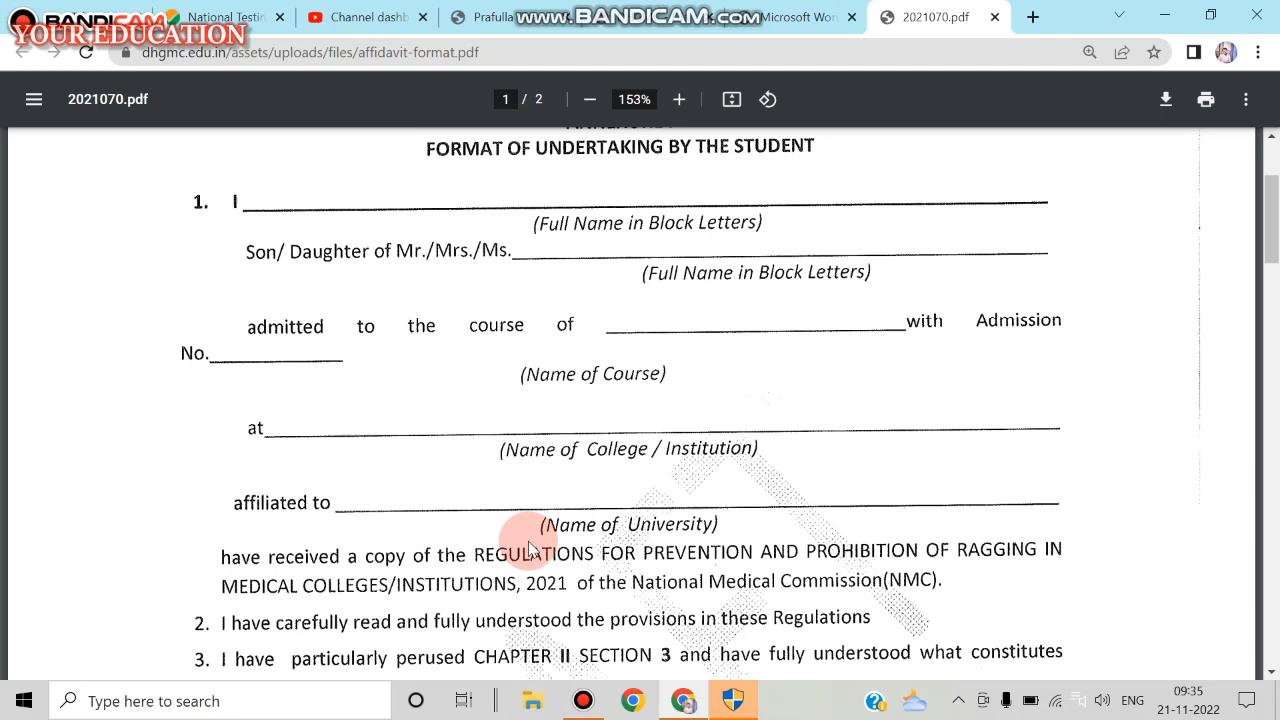 BANDICAM
www.BANDICAM.com
YOUR EDUCATION
National Testin
Channel dash
Prafulla
Microsoft Wor
2021070.pdf
dhgmc.edu.in/assets/uploads/files/affidavit-format.pdf
2021070.pdf
1 / 2
153%
FORMAT OF UNDERTAKING BY THE STUDENT
1. I
(Full Name in Block Letters)
Son/ Daughter of Mr./Mrs./Ms.
(Full Name in Block Letters)
admitted to the course of with Admission
No.
(Name of Course)
at
(Name of College / Institution)
affiliated to
(Name of University)
have received a copy of the REGULATIONS FOR PREVENTION AND PROHIBITION OF RAGGING IN
MEDICAL COLLEGES/INSTITUTIONS, 2021 of the National Medical Commission(NMC).
2. I have carefully read and fully understood the provisions in these Regulations
3. I have particularly perused CHAPTER II SECTION 3 and have fully understood what constitutes
Type here to search
ENG
09:35
21-11-2022